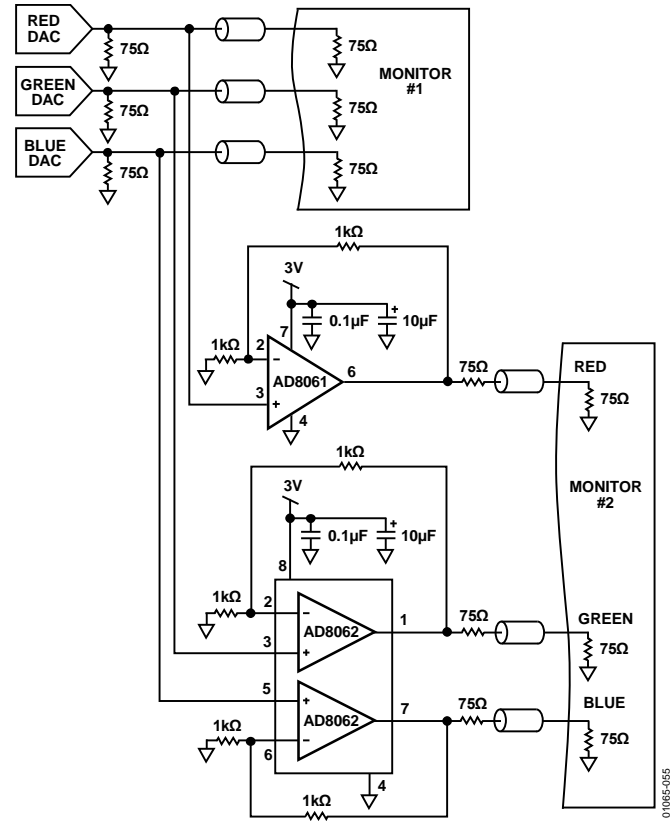 RED
DAC
75Ω
75Ω
GREEN
DAC
75Ω
75Ω
MONITOR
#1
BLUE
DAC
75Ω
75Ω
1kΩ
3V
0.1µF
+
10µF
7
1kΩ
2
−
AD8061
6
3
+
4
75Ω
RED
75Ω
1kΩ
3V
0.1µF
+
10µF
MONITOR
#2
8
1kΩ
2
−
AD8062
1
3
+
75Ω
GREEN
75Ω
5
+
AD8062
7
75Ω
BLUE
75Ω
1kΩ
−
6
4
1kΩ
01065-055